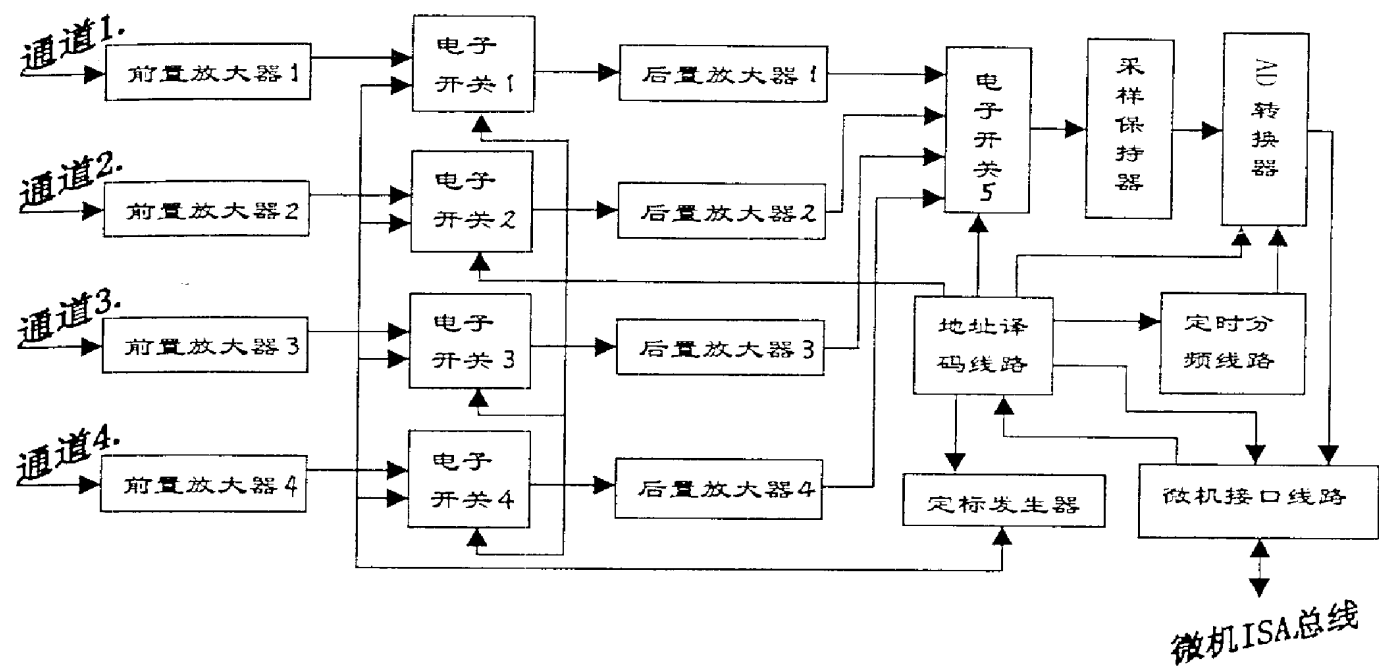 通道1.
前置放大器1
电子
开关1
后置放大器1
电子开关5
采样保持器
AD转换器
通道2.
前置放大器2
电子
开关2
后置放大器2
通道3.
前置放大器3
电子
开关3
后置放大器3
地址译
码线路
定时分
频线路
通道4.
前置放大器4
电子
开关4
后置放大器4
定标发生器
微机接口线路
微机ISA总线